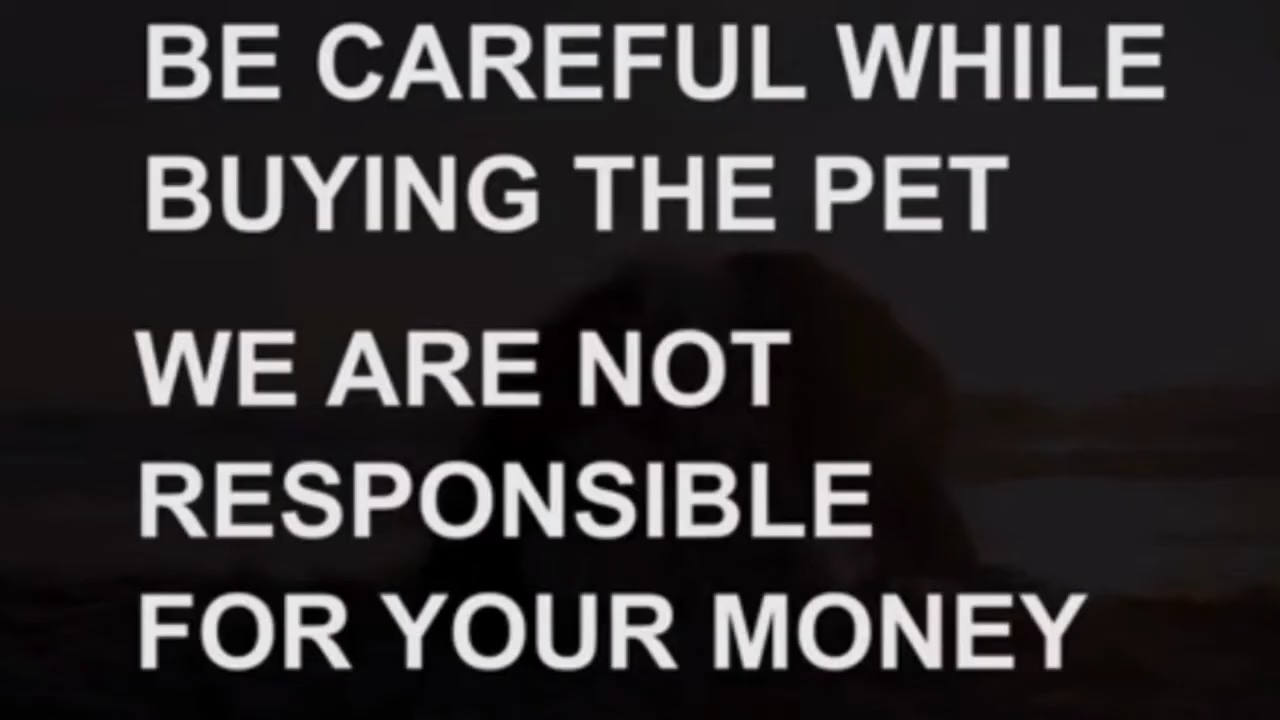 BE CAREFUL WHILE
BUYING THE PET
WE ARE NOT
RESPONSIBLE
FOR YOUR MONEY